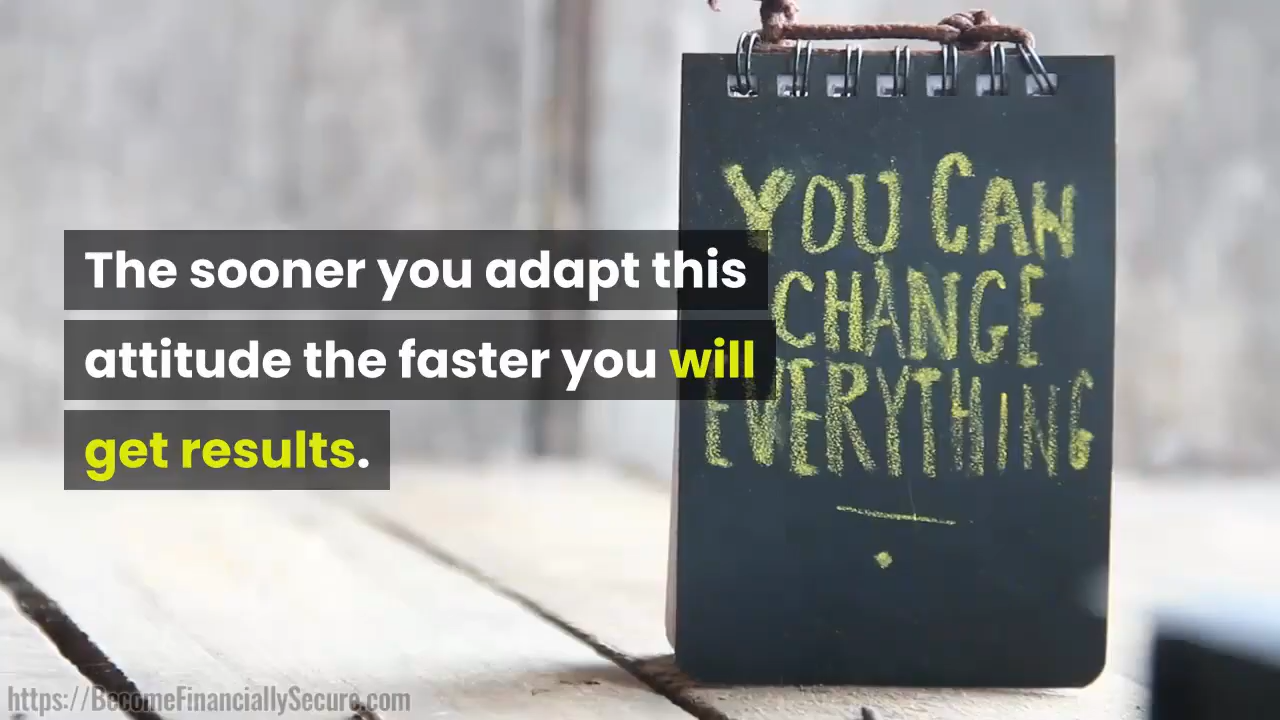 The sooner you adapt this
attitude the faster you will
get results.
YOU CAN
CHANGE
EVERYTHING
https://BecomeFinanciallySecure.com